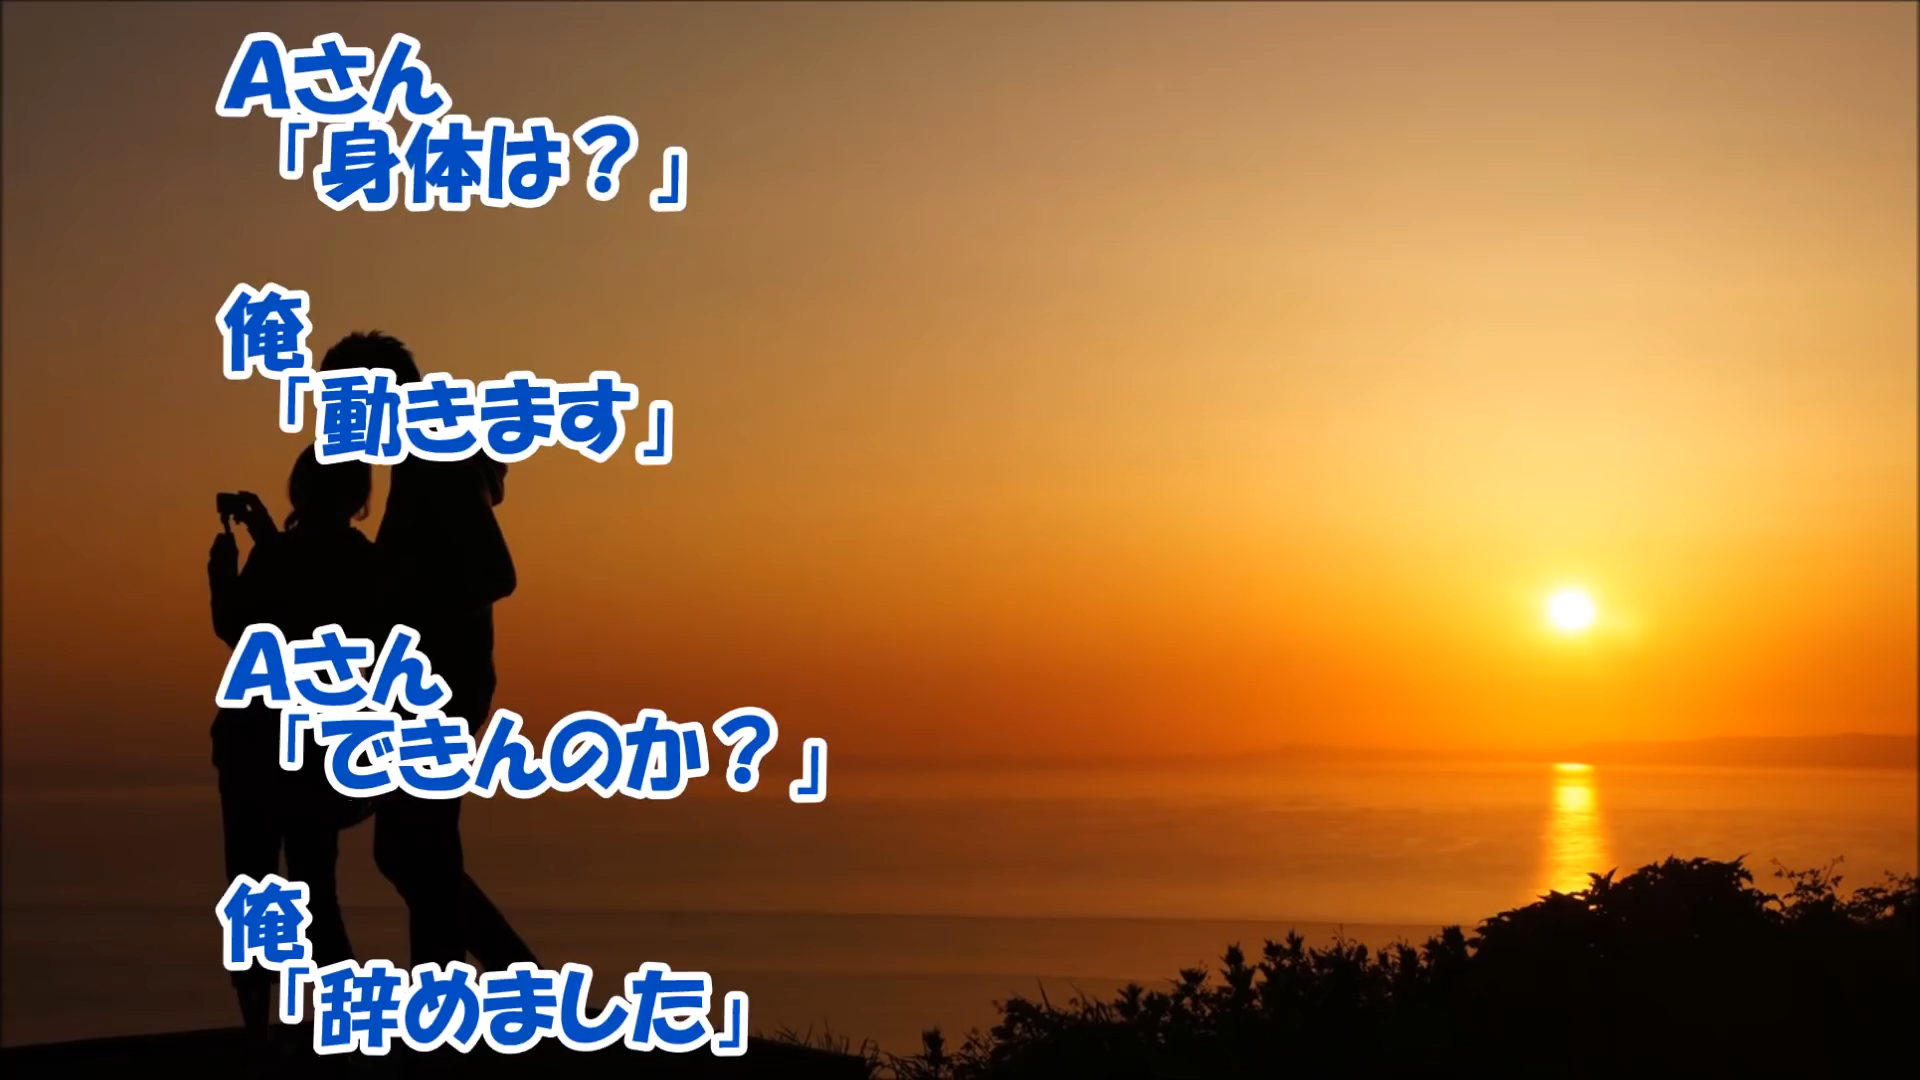 Aさん
「身体は？」
俺
「動きます」
Aさん
「できんのか？」
俺
「辞めました」